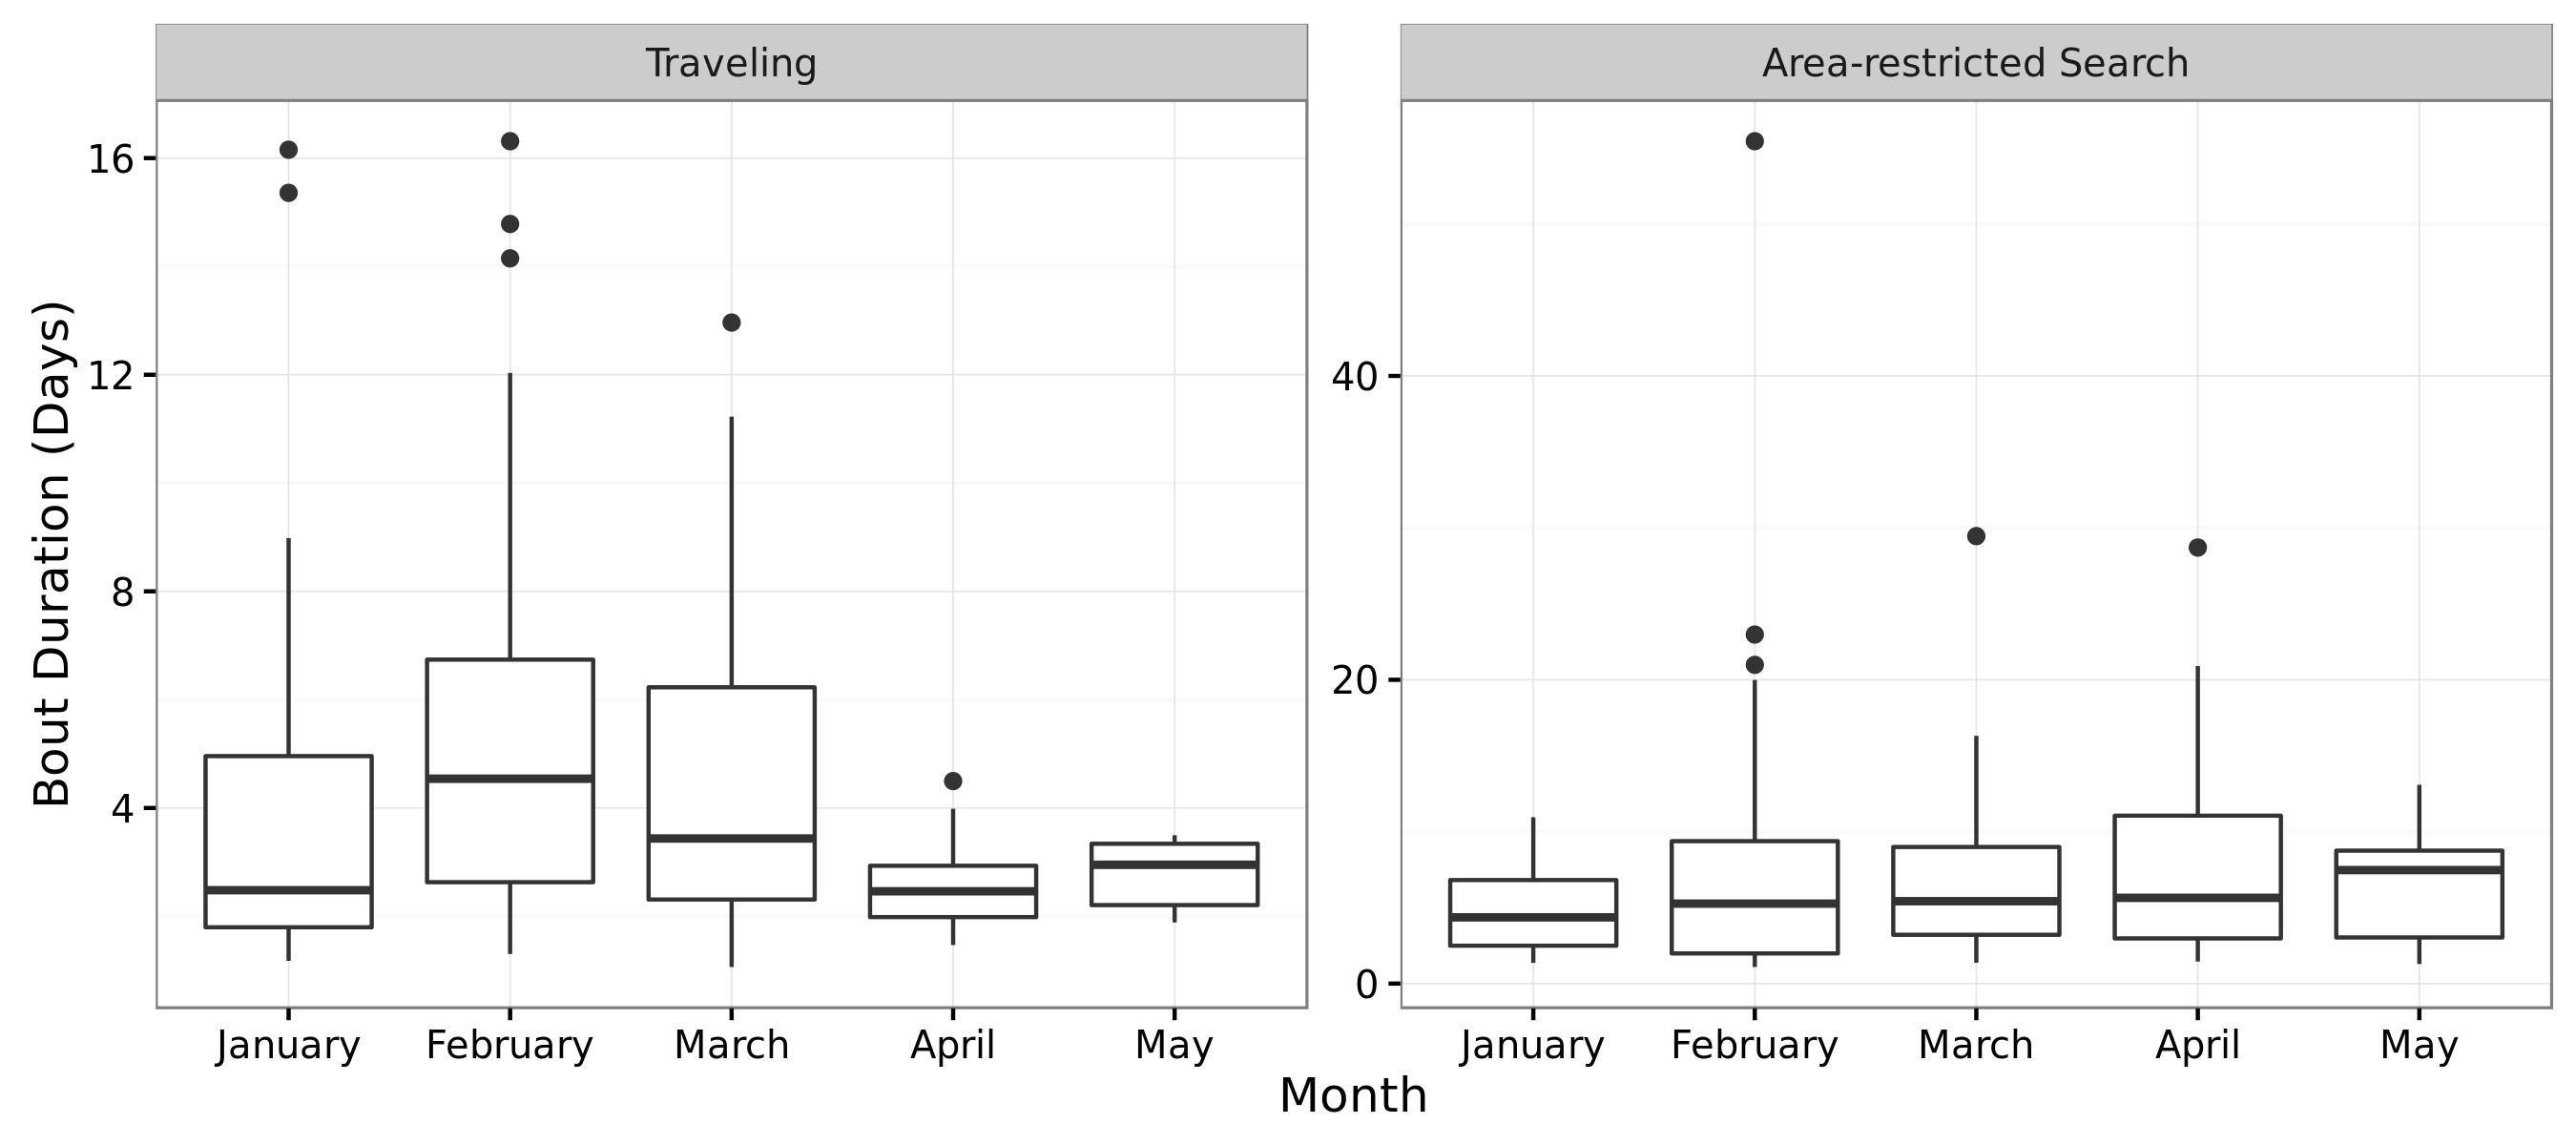 Traveling
Area-restricted Search
Bout Duration (Days)
16
12
8
4
40
20
0
January February March April May
January February March April May
Month